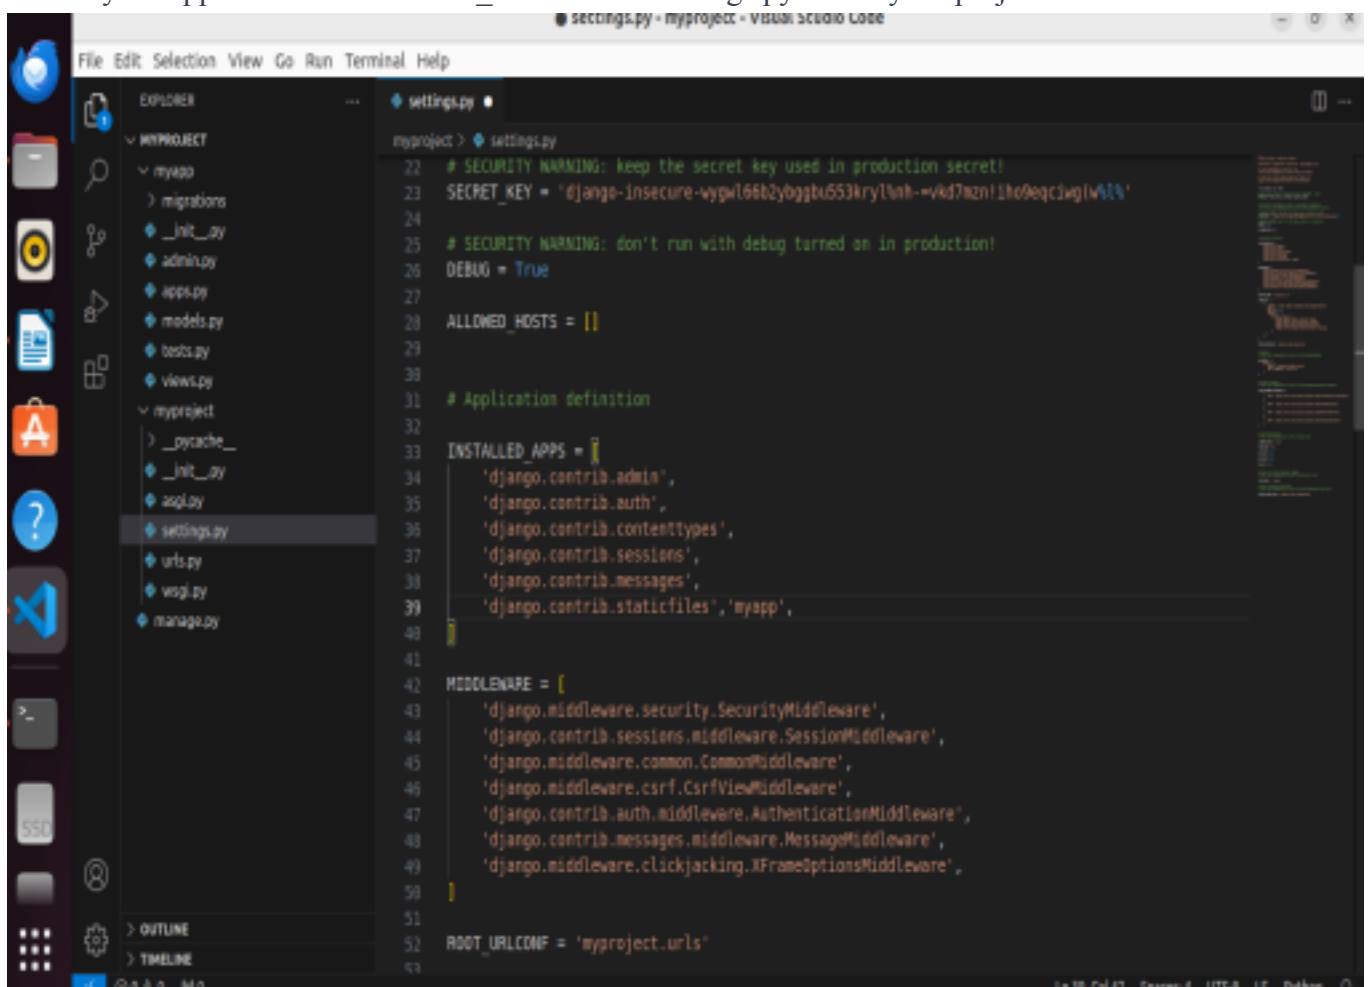 settings.py - myproject - Visual Studio Code
File Edit Selection View Go Run Terminal Help
EXPLORER
MYPROJECT
myapp
migrations
__init__.py
admin.py
apps.py
models.py
tests.py
views.py
myproject
__pycache__
__init__.py
asgi.py
settings.py
urls.py
wsgi.py
manage.py
OUTLINE
TIMELINE
SSD
settings.py
myproject > settings.py
22 # SECURITY WARNING: keep the secret key used in production secret!
23 SECRET_KEY =
24
25 # SECURITY WARNING: don't run with debug turned on in production!
26 DEBUG = True
27
28 ALLOWED_HOSTS = []
29
30
31 # Application definition
32
33 INSTALLED_APPS = [
34 'django.contrib.admin',
35 'django.contrib.auth',
36 'django.contrib.contenttypes',
37 'django.contrib.sessions',
38 'django.contrib.messages',
39 'django.contrib.staticfiles','myapp',
40 ]
41
42 MIDDLEWARE = [
43 'django.middleware.security.SecurityMiddleware',
44 'django.contrib.sessions.middleware.SessionMiddleware',
45 'django.middleware.common.CommonMiddleware',
46 'django.middleware.csrf.CsrfViewMiddleware',
47 'django.contrib.auth.middleware.AuthenticationMiddleware',
48 'django.contrib.messages.middleware.MessageMiddleware',
49 'django.middleware.clickjacking.XFrameOptionsMiddleware',
50 ]
51
52 ROOT_URLCONF = 'myproject.urls'
53